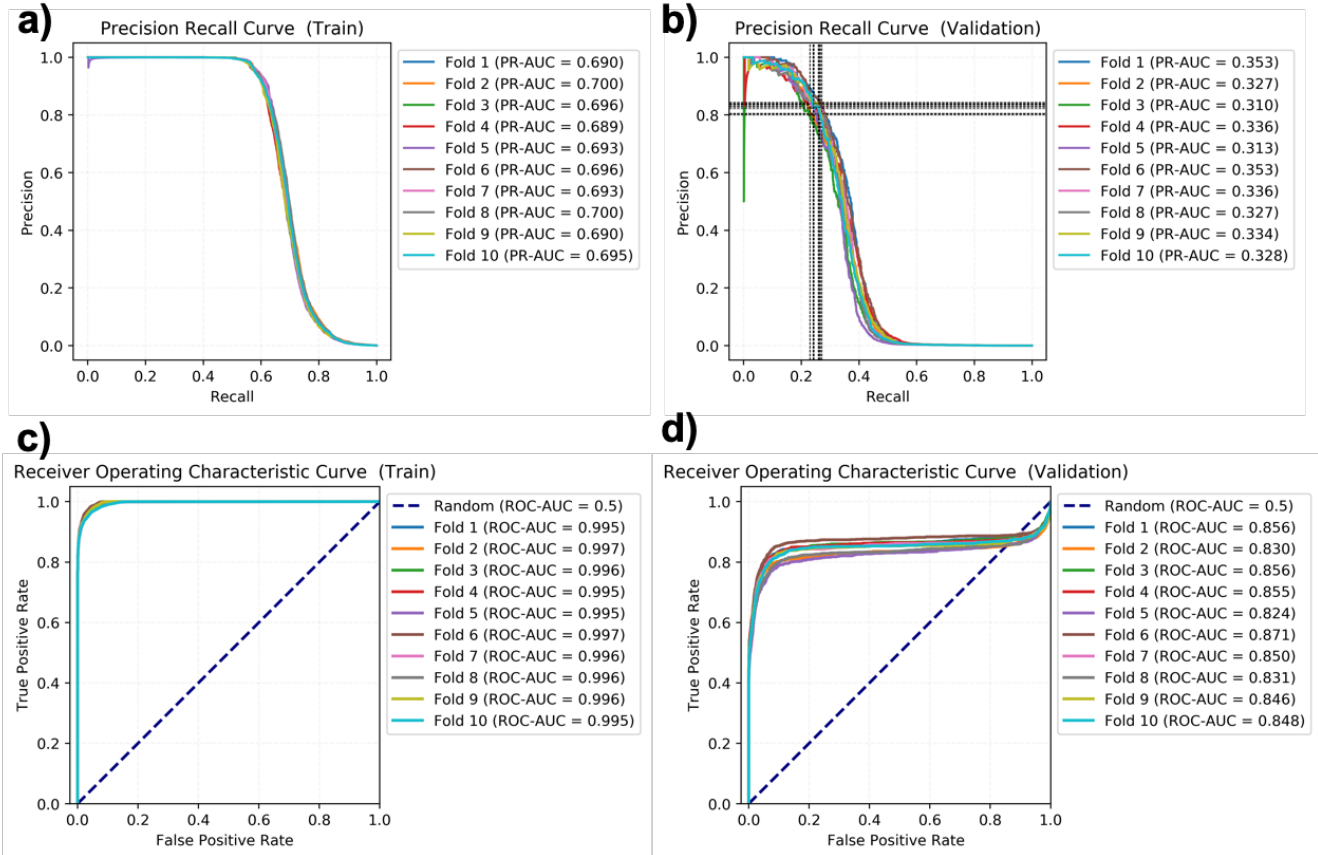 a)
Precision Recall Curve  (Train)
1.0
0.8
0.6
0.4
0.2
0.0
Precision
0.0 0.2 0.4 0.6 0.8 1.0
Recall
Fold 1 (PR-AUC = 0.690)
Fold 2 (PR-AUC = 0.700)
Fold 3 (PR-AUC = 0.696)
Fold 4 (PR-AUC = 0.689)
Fold 5 (PR-AUC = 0.693)
Fold 6 (PR-AUC = 0.696)
Fold 7 (PR-AUC = 0.693)
Fold 8 (PR-AUC = 0.700)
Fold 9 (PR-AUC = 0.690)
Fold 10 (PR-AUC = 0.695)
b)
Precision Recall Curve  (Validation)
1.0
0.8
0.6
0.4
0.2
0.0
Precision
0.0 0.2 0.4 0.6 0.8 1.0
Recall
Fold 1 (PR-AUC = 0.353)
Fold 2 (PR-AUC = 0.327)
Fold 3 (PR-AUC = 0.310)
Fold 4 (PR-AUC = 0.336)
Fold 5 (PR-AUC = 0.313)
Fold 6 (PR-AUC = 0.353)
Fold 7 (PR-AUC = 0.336)
Fold 8 (PR-AUC = 0.327)
Fold 9 (PR-AUC = 0.334)
Fold 10 (PR-AUC = 0.328)
c)
Receiver Operating Characteristic Curve  (Train)
1.0
0.8
0.6
0.4
0.2
0.0
True Positive Rate
0.0 0.2 0.4 0.6 0.8 1.0
False Positive Rate
Random (ROC-AUC = 0.5)
Fold 1 (ROC-AUC = 0.995)
Fold 2 (ROC-AUC = 0.997)
Fold 3 (ROC-AUC = 0.996)
Fold 4 (ROC-AUC = 0.995)
Fold 5 (ROC-AUC = 0.995)
Fold 6 (ROC-AUC = 0.997)
Fold 7 (ROC-AUC = 0.996)
Fold 8 (ROC-AUC = 0.996)
Fold 9 (ROC-AUC = 0.996)
Fold 10 (ROC-AUC = 0.995)
d)
Receiver Operating Characteristic Curve  (Validation)
1.0
0.8
0.6
0.4
0.2
0.0
True Positive Rate
0.0 0.2 0.4 0.6 0.8 1.0
False Positive Rate
Random (ROC-AUC = 0.5)
Fold 1 (ROC-AUC = 0.856)
Fold 2 (ROC-AUC = 0.830)
Fold 3 (ROC-AUC = 0.856)
Fold 4 (ROC-AUC = 0.855)
Fold 5 (ROC-AUC = 0.824)
Fold 6 (ROC-AUC = 0.871)
Fold 7 (ROC-AUC = 0.850)
Fold 8 (ROC-AUC = 0.831)
Fold 9 (ROC-AUC = 0.846)
Fold 10 (ROC-AUC = 0.848)